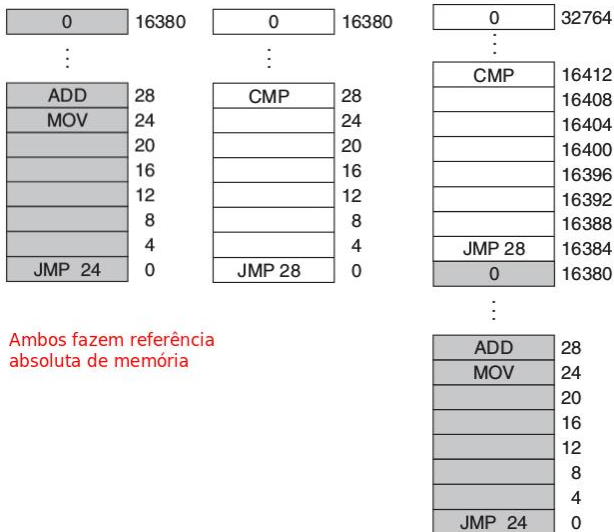 0 16380
⋮
ADD 28
MOV 24
20
16
12
8
4
JMP 24 0
0 16380
⋮
CMP 28
24
20
16
12
8
4
JMP 28 0
Ambos fazem referência
absoluta de memória
0 32764
⋮
CMP 16412
16408
16404
16400
16396
16392
16388
JMP 28 16384
0 16380
⋮
ADD 28
MOV 24
20
16
12
8
4
JMP 24 0